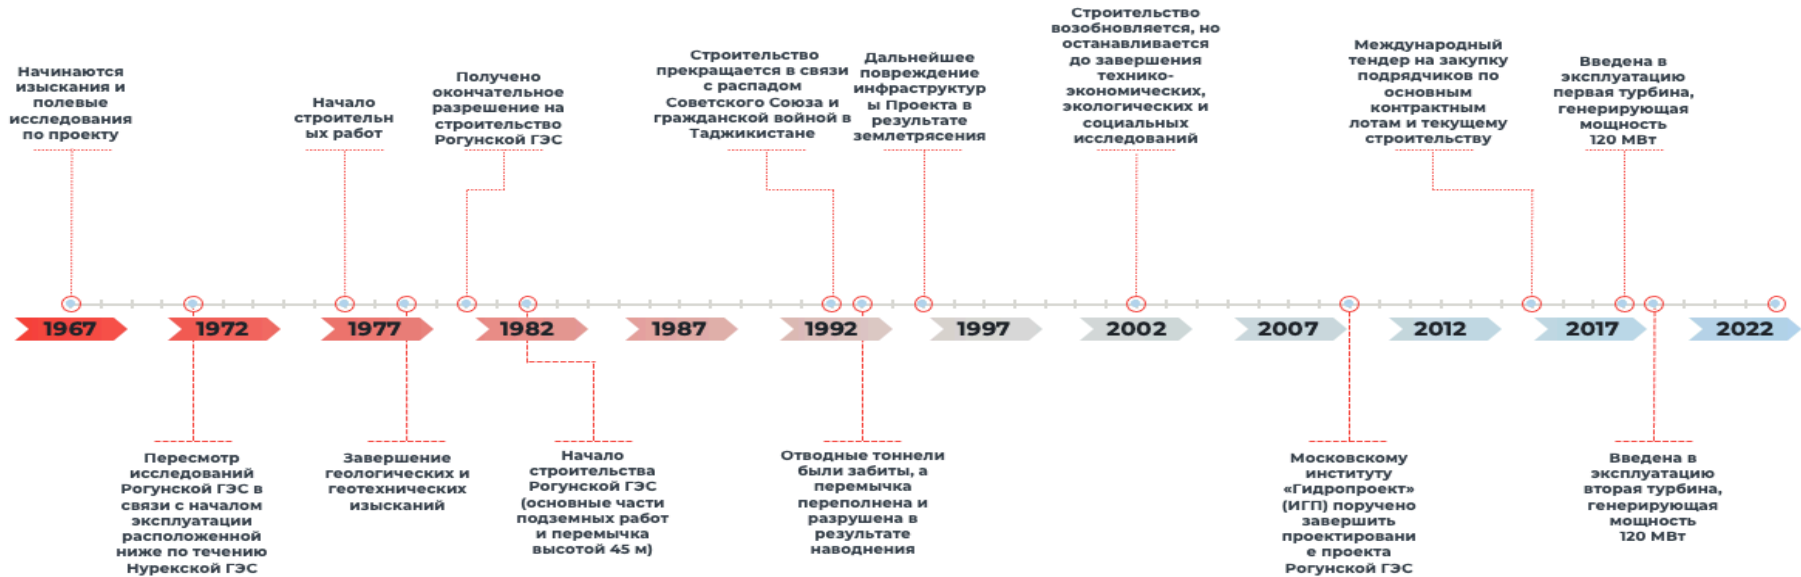 Начинаются
изыскания и
полевые
исследования
по проекту
Начало
строительн
ых работ
Получено
окончательное
разрешение на
строительство
Рогунской ГЭС
Строительство
прекращается в связи
с распадом
Советского Союза и
гражданской войной в
Таджикистане
Дальнейшее
повреждение
инфраструктур
ы Проекта в
результате
землетрясения
Строительство
возобновляется, но
останавливается
до завершения
технико-
экономических,
экологических и
социальных
исследований
Международный
тендер на закупку
подрядчиков по
основным
контрактным
лотам и текущему
строительству
Введена в
эксплуатацию
первая турбина,
генерирующая
мощность
120 МВт
1967
1972
1977
1982
1987
1992
1997
2002
2007
2012
2017
2022
Пересмотр
исследований
Рогунской ГЭС в
связи с началом
эксплуатации
расположенной
ниже по течению
Нурекской ГЭС
Завершение
геологических и
геотехнических
изысканий
Начало
строительства
Рогунской ГЭС
(основные части
подземных работ
и перемычка
высотой 45 м)
Отводные тоннели
были забиты, а
перемычка
переполнена и
разрушена в
результате
наводнения
Московскому
институту
«Гидропроект»
(ИГП) поручено
завершить
проектировани
е проекта
Рогунской ГЭС
Введена в
эксплуатацию
вторая турбина,
генерирующая
мощность
120 МВт